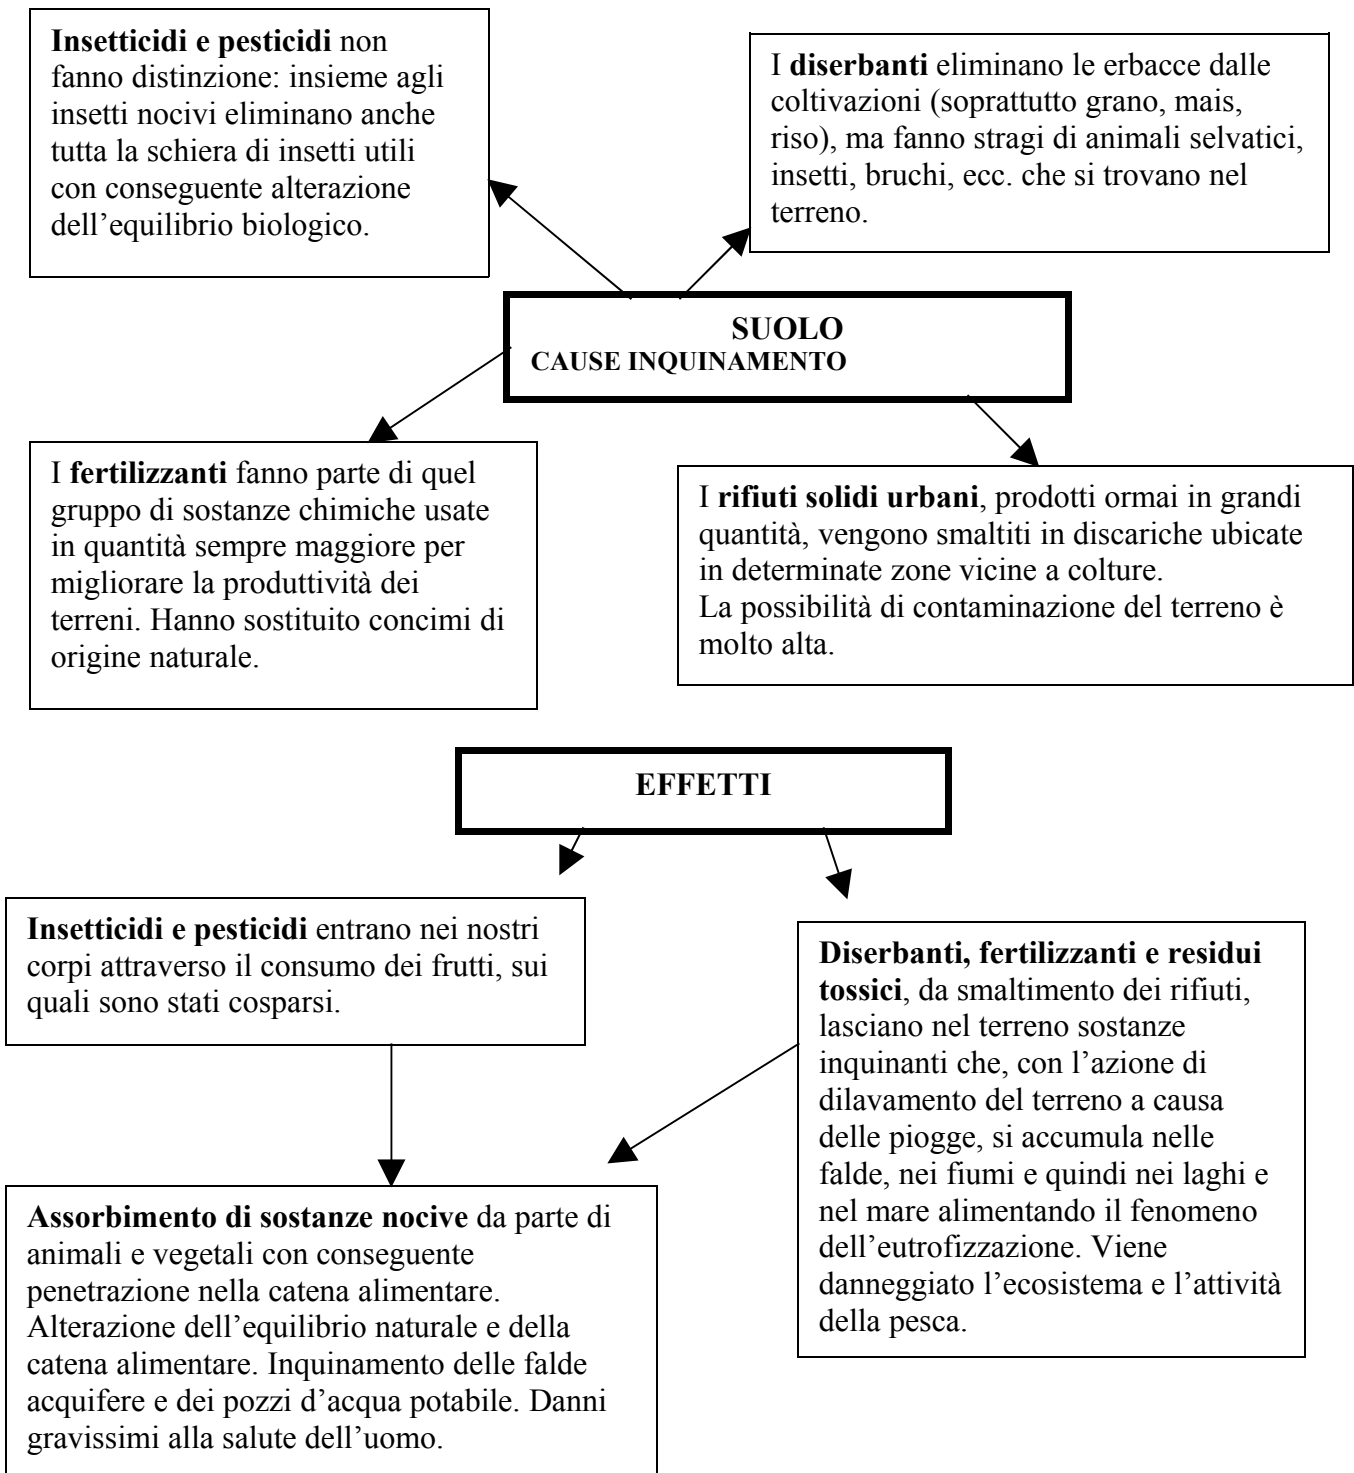 Insetticidi e pesticidi non
fanno distinzione: insieme agli
insetti nocivi eliminano anche
tutta la schiera di insetti utili
con conseguente alterazione
dell’equilibrio biologico.
I diserbanti eliminano le erbacce dalle
coltivazioni (soprattutto grano, mais,
riso), ma fanno stragi di animali selvatici,
insetti, bruchi, ecc. che si trovano nel
terreno.
SUOLO
CAUSE INQUINAMENTO
I fertilizzanti fanno parte di quel
gruppo di sostanze chimiche usate
in quantità sempre maggiore per
migliorare la produttività dei
terreni. Hanno sostituito concimi di
origine naturale.
I rifiuti solidi urbani, prodotti ormai in grandi
quantità, vengono smaltiti in discariche ubicate
in determinate zone vicine a colture.
La possibilità di contaminazione del terreno è
molto alta.
EFFETTI
Insetticidi e pesticidi entrano nei nostri
corpi attraverso il consumo dei frutti, sui
quali sono stati cosparsi.
Diserbanti, fertilizzanti e residui
tossici, da smaltimento dei rifiuti,
lasciano nel terreno sostanze
inquinanti che, con l’azione di
dilavamento del terreno a causa
delle piogge, si accumula nelle
falde, nei fiumi e quindi nei laghi e
nel mare alimentando il fenomeno
dell’eutrofizzazione. Viene
danneggiato l’ecosistema e l’attività
della pesca.
Assorbimento di sostanze nocive da parte di
animali e vegetali con conseguente
penetrazione nella catena alimentare.
Alterazione dell’equilibrio naturale e della
catena alimentare. Inquinamento delle falde
acquifere e dei pozzi d’acqua potabile. Danni
gravissimi alla salute dell’uomo.